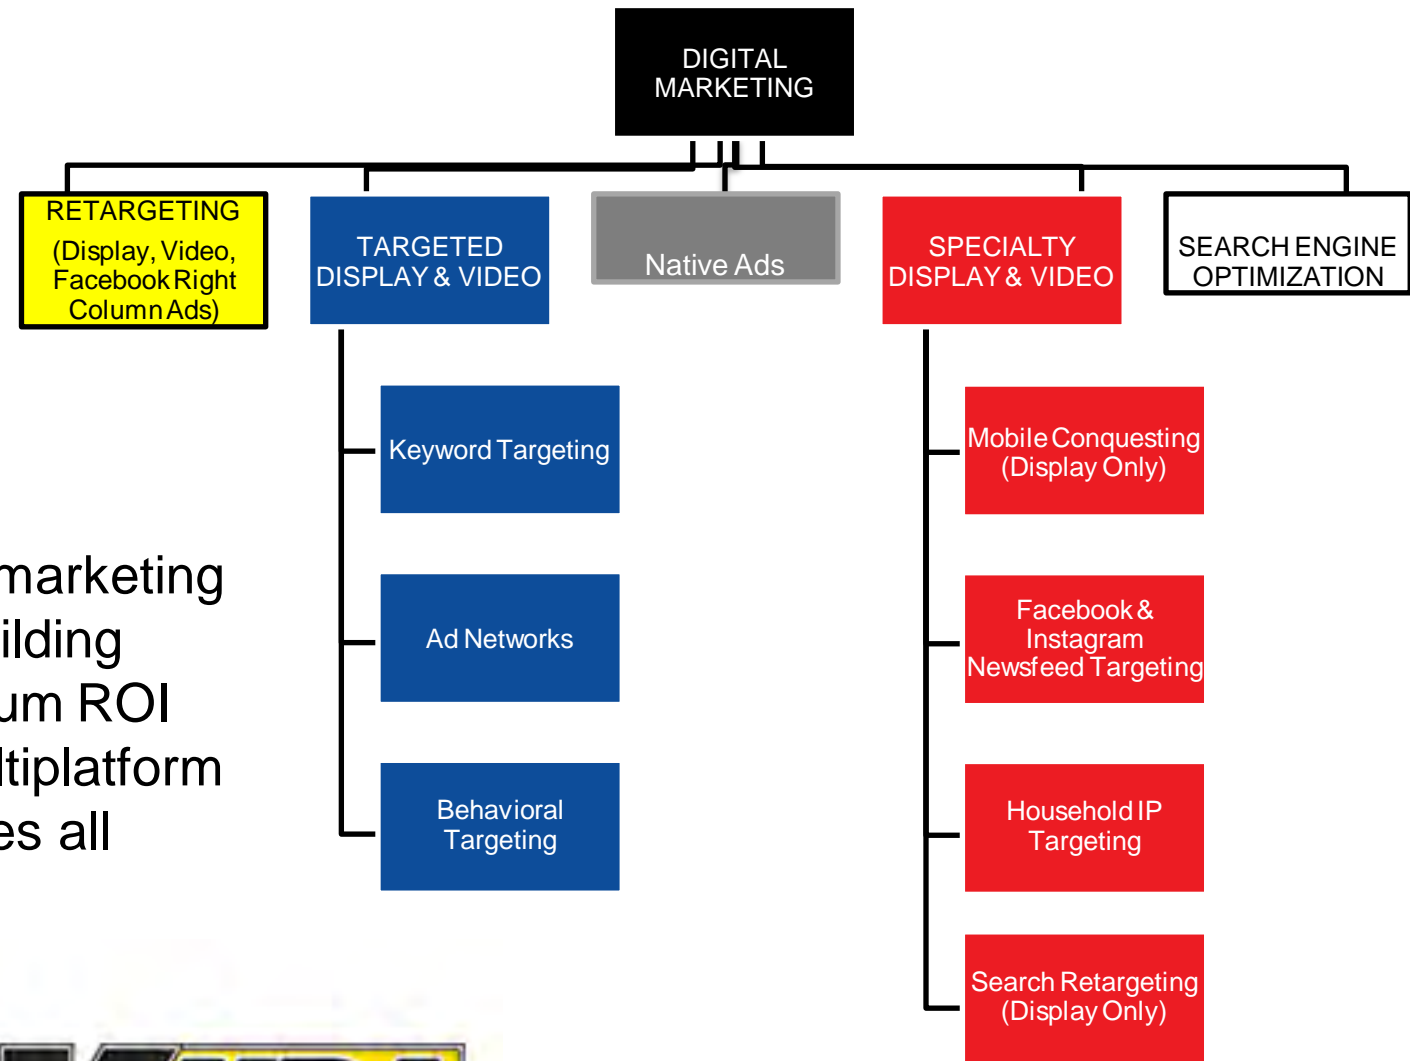 DIGITAL
MARKETING
RETARGETING
(Display, Video,
Facebook Right
Column Ads)
TARGETED
DISPLAY & VIDEO
Native Ads
SPECIALTY
DISPLAY & VIDEO
SEARCH ENGINE
OPTIMIZATION
Keyword Targeting
Ad Networks
Behavioral
Targeting
Mobile Conquesting
(Display Only)
Facebook &
Instagram
Newsfeed Targeting
Household IP
Targeting
Search Retargeting
(Display Only)
marketing
ilding
um ROI
ltiplatform
es all